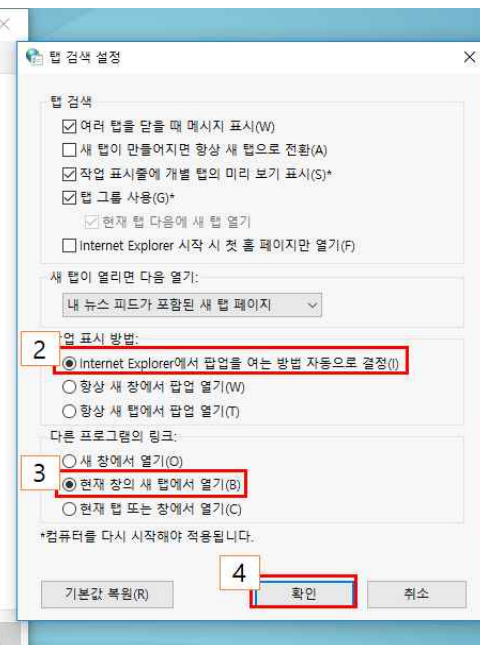 탭 검색 설정
탭 검색
여러 탭을 닫을 때 메시지 표시(W)
새 탭이 만들어지면 항상 새 탭으로 전환(A)
작업 표시줄에 개별 탭의 미리 보기 표시(S)*
탭 그룹 사용(G)*
현재 탭 다음에 새 탭 열기
Internet Explorer 시작 시 첫 홈 페이지만 열기(F)
새 탭이 열리면 다음 열기:
내 뉴스 피드가 포함된 새 탭 페이지
업 표시 방법:
2
Internet Explorer에서 팝업을 여는 방법 자동으로 결정(I)
항상 새 창에서 팝업 열기(W)
항상 새 탭에서 팝업 열기(T)
다른 프로그램의 링크:
새 창에서 열기(O)
3
현재 창의 새 탭에서 열기(B)
현재 탭 또는 창에서 열기(C)
*컴퓨터를 다시 시작해야 적용됩니다.
4
기본값 복원(R) 확인 취소